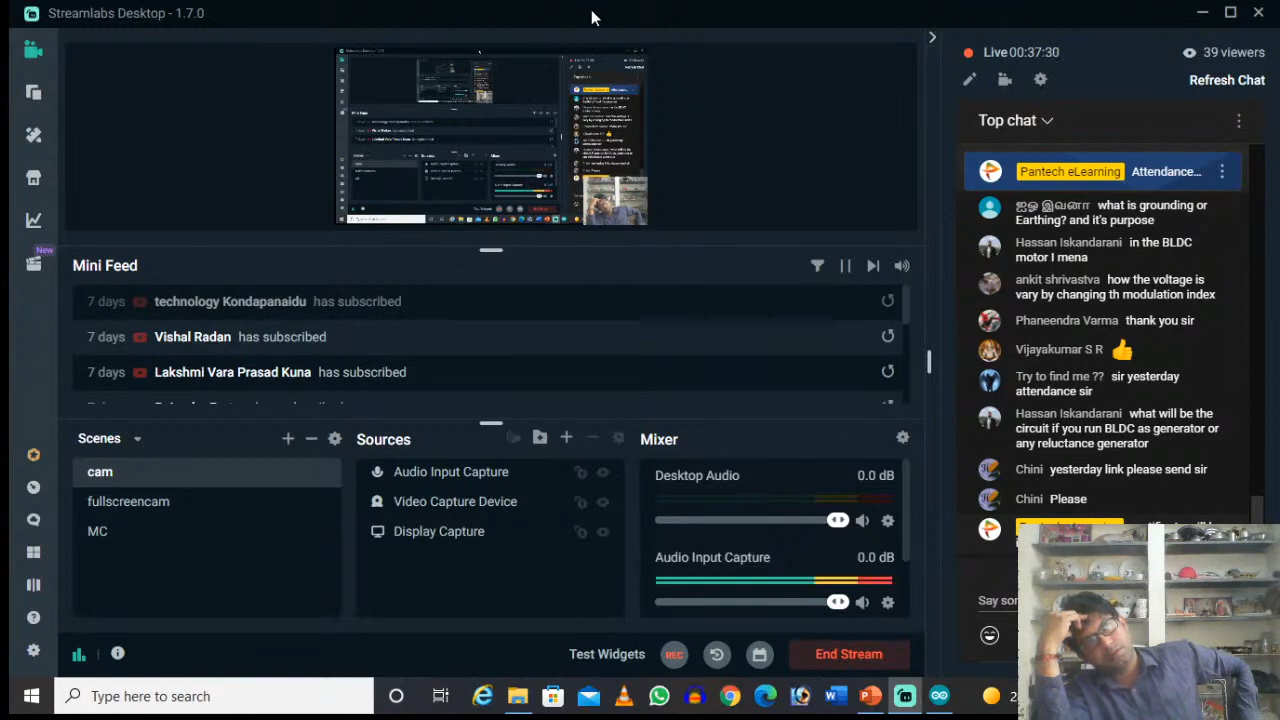 Streamlabs Desktop - 1.7.0
Live 00:37:30
39 viewers
Refresh Chat
Top chat
Pantech eLearning Attendance...
ஐஓ இவனா what is grounding or
Earthing? and it's purpose
Hassan Iskandarani in the BLDC
motor I mena
ankit shrivastva how the voltage is
vary by changing th modulation index
Phaneendra Varma thank you sir
Vijayakumar S R
Try to find me ?? sir yesterday
attendance sir
Hassan Iskandarani what will be the
circuit if you run BLDC as generator or
any reluctance generator
Chini yesterday link please send sir
Chini Please
New
Mini Feed
7 days technology Kondapanaidu has subscribed
7 days Vishal Radan has subscribed
7 days Lakshmi Vara Prasad Kuna has subscribed
Scenes
cam
fullscreencam
MC
Sources
Audio Input Capture
Video Capture Device
Display Capture
Mixer
Desktop Audio 0.0 dB
Audio Input Capture 0.0 dB
Say
Test Widgets
REC
End Stream
Type here to search